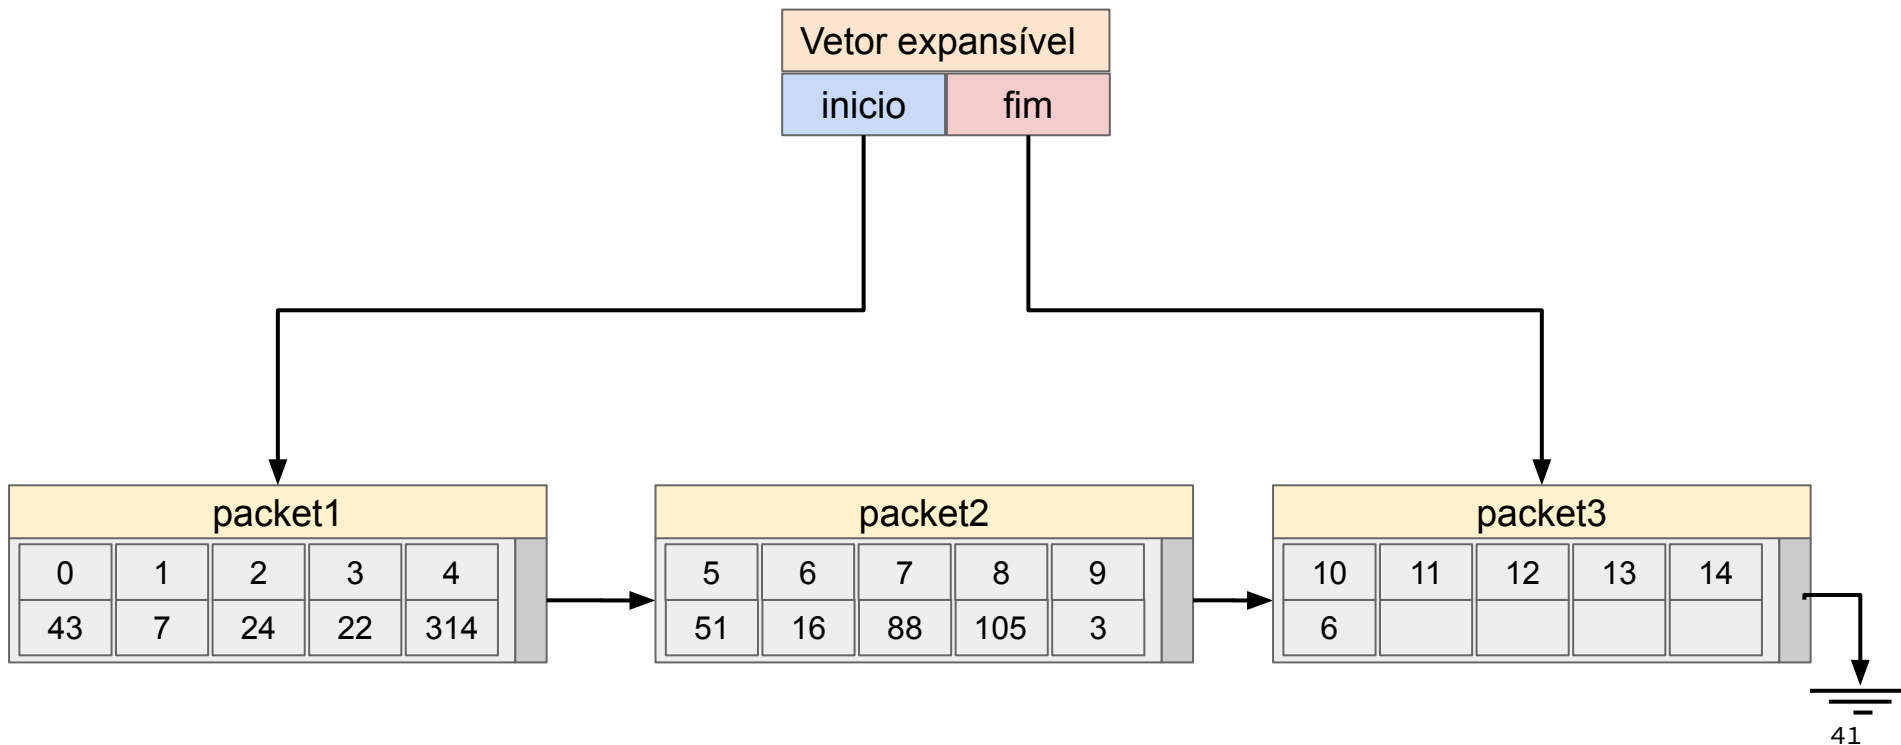 Vetor expansível
inicio fim
packet1 packet2 packet3
0 1 2 3 4 5 6 7 8 9 10 11 12 13 14
43 7 24 22 314 51 16 88 105 3 6
41